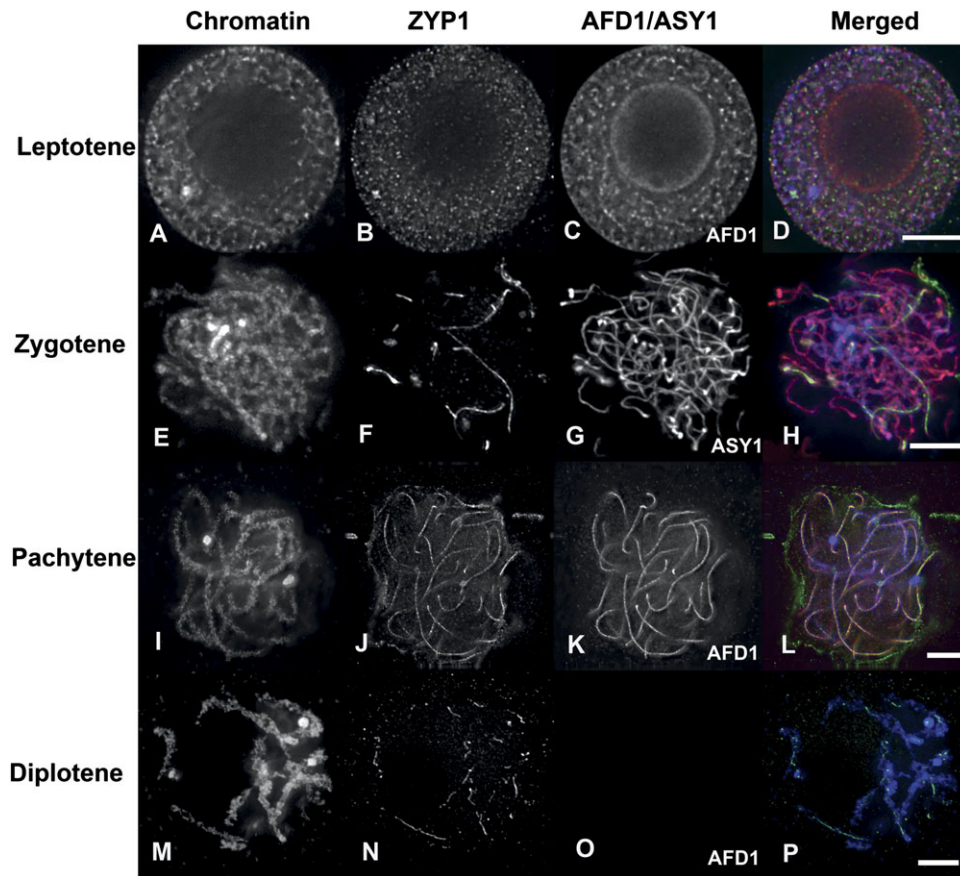 Chromatin ZYP1 AFD1/ASY1 Merged
Leptotene
A B C AFD1 D
Zygotene
E F G ASY1 H
Pachytene
I J K AFD1 L
Diplotene
M N O AFD1 P